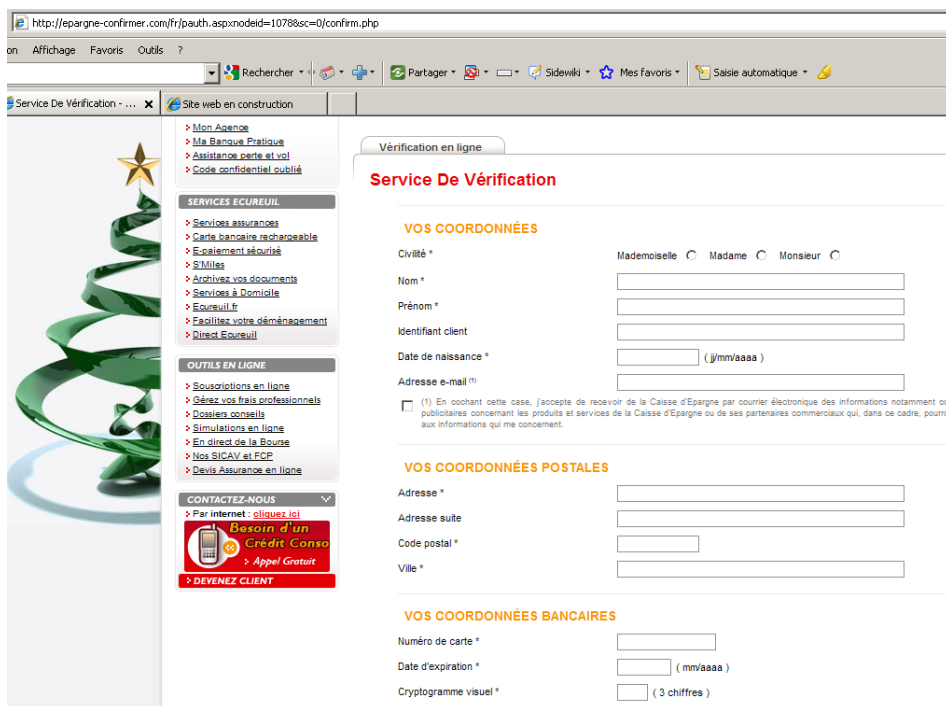 http://epargne-confirmer.com/fr/pauth.aspxnodeid=1078&sc=0/confirm.php
on Affichage Favoris Outils ?
Rechercher Partager Sidewiki Mes favoris Saisie automatique
Service De Vérification - ... X Site web en construction
Mon Agence
Ma Banque Pratique
Assistance perte et vol
Code confidentiel oublié
SERVICES ECUREUIL
Services assurances
Carte bancaire rechargeable
E-paiement sécurisé
S'Miles
Archivez vos documents
Services à Domicile
Ecureuil.fr
Facilitez votre déménagement
Direct Ecureuil
OUTILS EN LIGNE
Souscriptions en ligne
Gérez vos frais professionnels
Dossiers conseils
Simulations en ligne
En direct de la Bourse
Nos SICAV et FCP
Devis Assurance en ligne
CONTACTEZ-NOUS
Par internet : cliquez ici
Besoin d'un
Crédit Conso
> Appel Gratuit
DEVENEZ CLIENT
Vérification en ligne
Service De Vérification
VOS COORDONNÉES
Civilité * Mademoiselle Madame Monsieur
Nom *
Prénom *
Identifiant client
Date de naissance * ( jj/mm/aaaa )
Adresse e-mail (1)
(1) En cochant cette case, j'accepte de recevoir de la Caisse d'Epargne par courrier électronique des informations notamment co
publicitaires concernant les produits et services de la Caisse d'Epargne ou de ses partenaires commerciaux qui, dans ce cadre, pourro
aux informations qui me concernent.
VOS COORDONNÉES POSTALES
Adresse *
Adresse suite
Code postal *
Ville *
VOS COORDONNÉES BANCAIRES
Numéro de carte *
Date d'expiration * ( mm/aaaa )
Cryptogramme visuel * ( 3 chiffres )